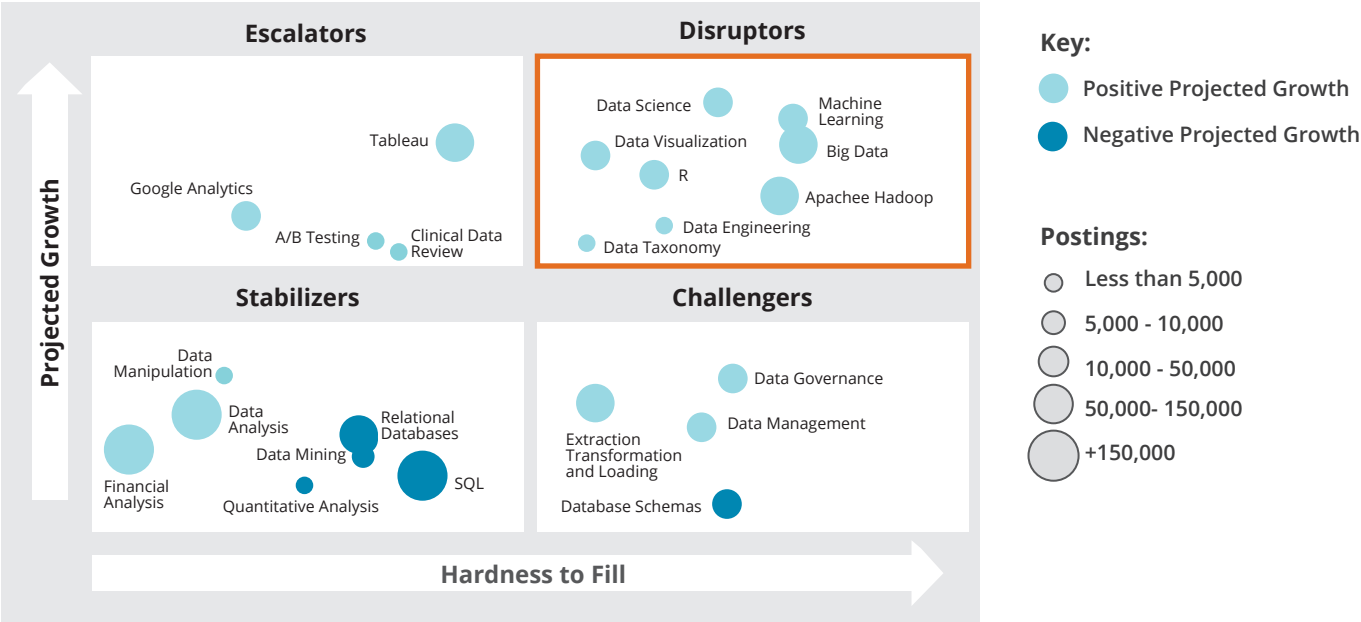 Escalators
Disruptors
Tableau
Google Analytics
A/B Testing
Clinical Data
Review
Data Science
Machine
Learning
Data Visualization
Big Data
R
Apachee Hadoop
Data Engineering
Data Taxonomy
Stabilizers
Challengers
Data
Manipulation
Data
Analysis
Relational
Databases
Data Mining
Financial
Analysis
SQL
Quantitative Analysis
Data Governance
Data Management
Extraction
Transformation
and Loading
Database Schemas
Projected Growth
Hardness to Fill
Key:
Positive Projected Growth
Negative Projected Growth
Postings:
Less than 5,000
5,000 - 10,000
10,000 - 50,000
50,000- 150,000
+150,000